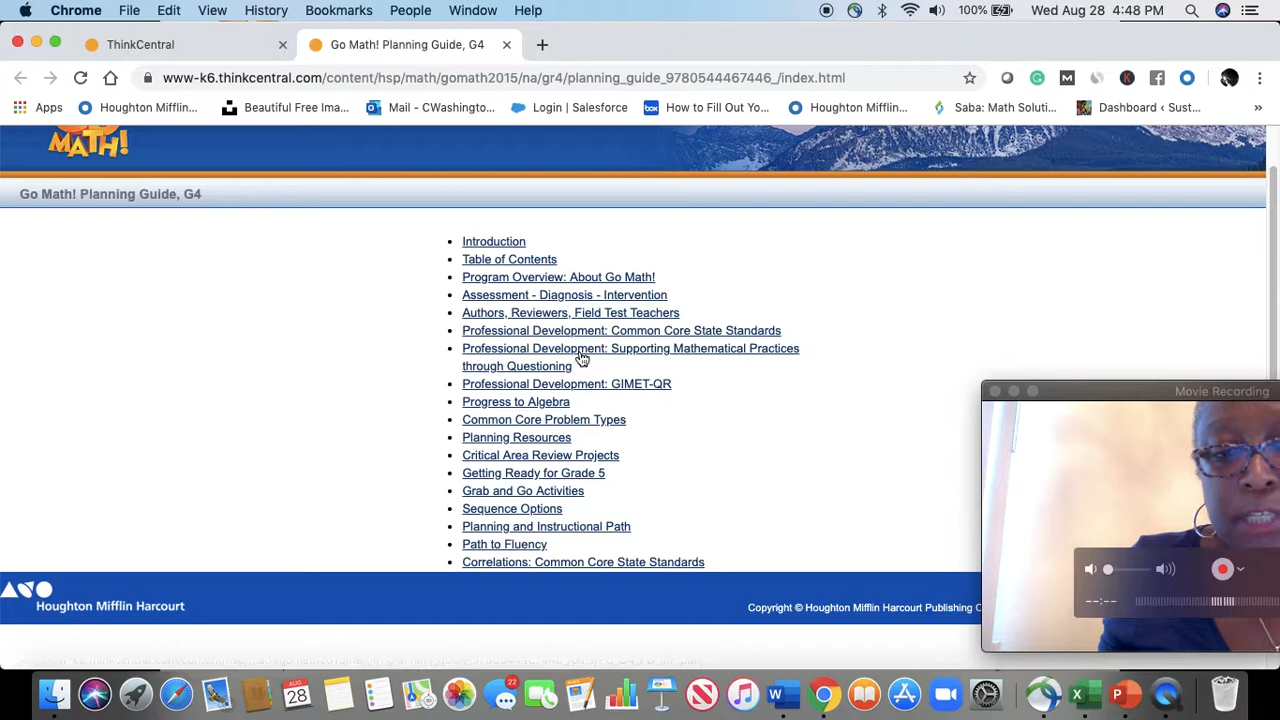 Chrome File Edit View History Bookmarks People Window Help 100% Wed Aug 28 4:48 PM
ThinkCentral Go Math! Planning Guide, G4
www-k6.thinkcentral.com/content/hsp/math/gomath2015/na/gr4/planning_guide_9780544467446_/index.html
Apps Houghton Mifflin... Beautiful Free Ima... Mail - CWashingto... Login | Salesforce How to Fill Out Yo... Houghton Mifflin... Saba: Math Soluti... Dashboard ‹ Sust... »
MATH!
Go Math! Planning Guide, G4
Introduction
Table of Contents
Program Overview: About Go Math!
Assessment - Diagnosis - Intervention
Authors, Reviewers, Field Test Teachers
Professional Development: Common Core State Standards
Professional Development: Supporting Mathematical Practices
through Questioning
Professional Development: GIMET-QR
Progress to Algebra
Common Core Problem Types
Planning Resources
Critical Area Review Projects
Getting Ready for Grade 5
Grab and Go Activities
Sequence Options
Planning and Instructional Path
Path to Fluency
Correlations: Common Core State Standards
Movie Recording
--:--
Houghton Mifflin Harcourt
Copyright © Houghton Mifflin Harcourt Publishing C
22
AUG
28